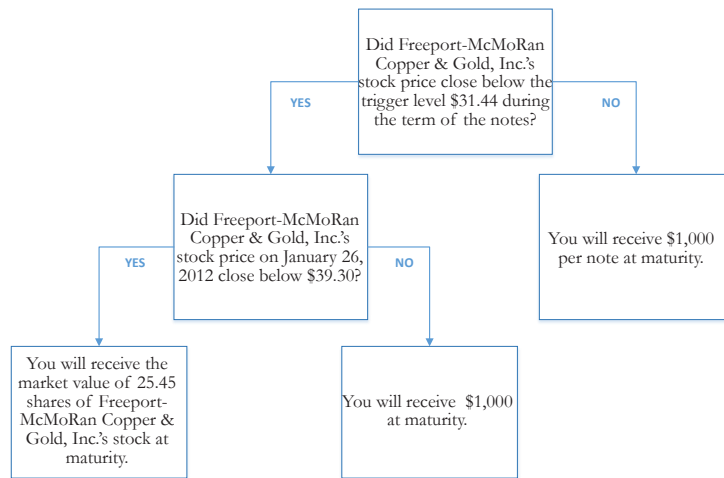 Did Freeport-McMoRan
Copper & Gold, Inc.'s
stock price close below the
trigger level $31.44 during
the term of the notes?
YES
NO
Did Freeport-McMoRan
Copper & Gold, Inc.'s
stock price on January 26,
2012 close below $39.30?
You will receive $1,000
per note at maturity.
YES
NO
You will receive the
market value of 25.45
shares of Freeport-
McMoRan Copper &
Gold, Inc.'s stock at
maturity.
You will receive $1,000
at maturity.